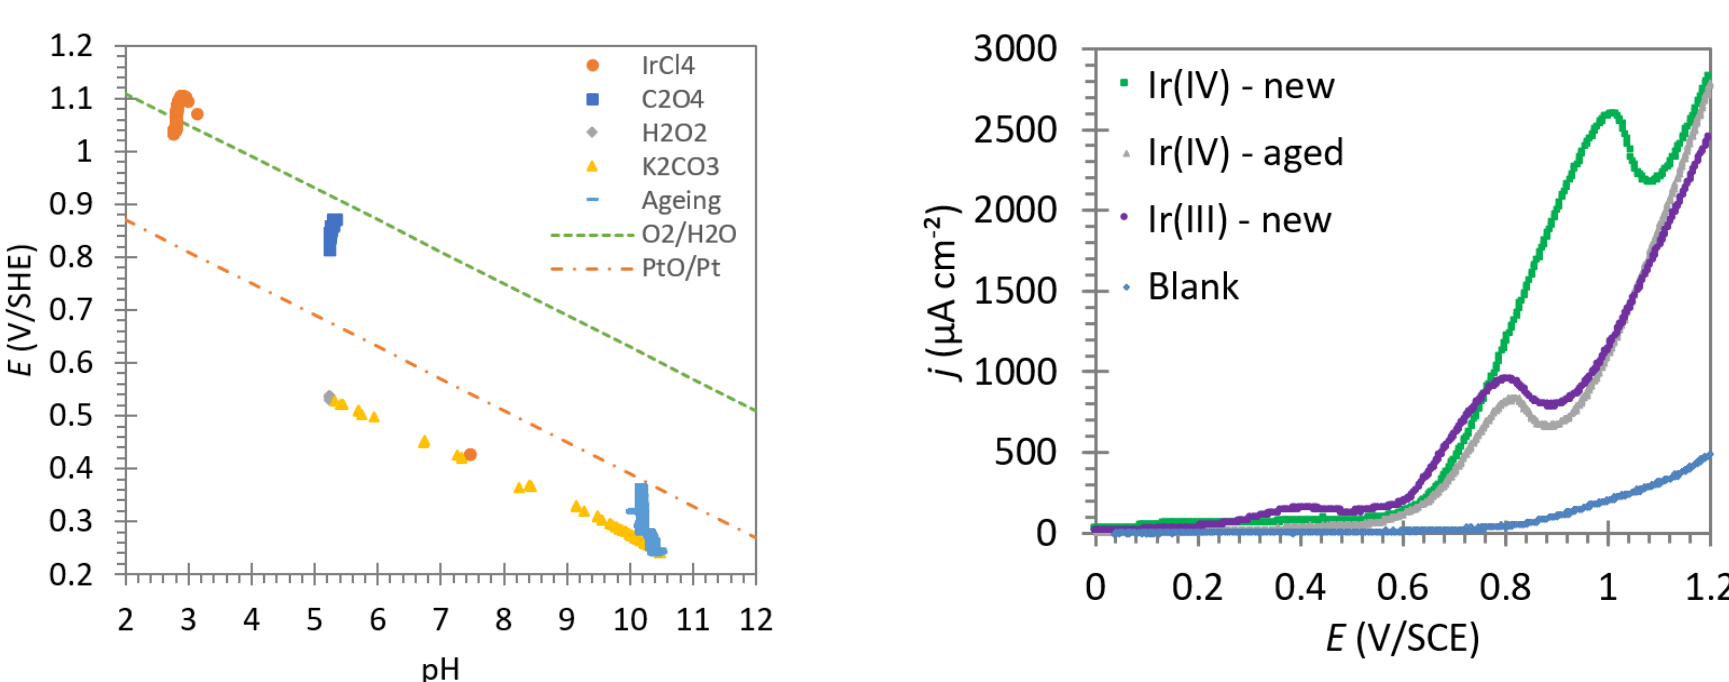 1.2
1.1
1
0.9
0.8
0.7
0.6
0.5
0.4
0.3
0.2
E (V/SHE)
2 3 4 5 6 7 8 9 10 11 12
pH
IrCl4
C2O4
H2O2
K2CO3
Ageing
O2/H2O
PtO/Pt
3000
2500
2000
1500
1000
500
0
j (µA cm⁻²)
0 0.2 0.4 0.6 0.8 1 1.2
E (V/SCE)
Ir(IV) - new
Ir(IV) - aged
Ir(III) - new
Blank